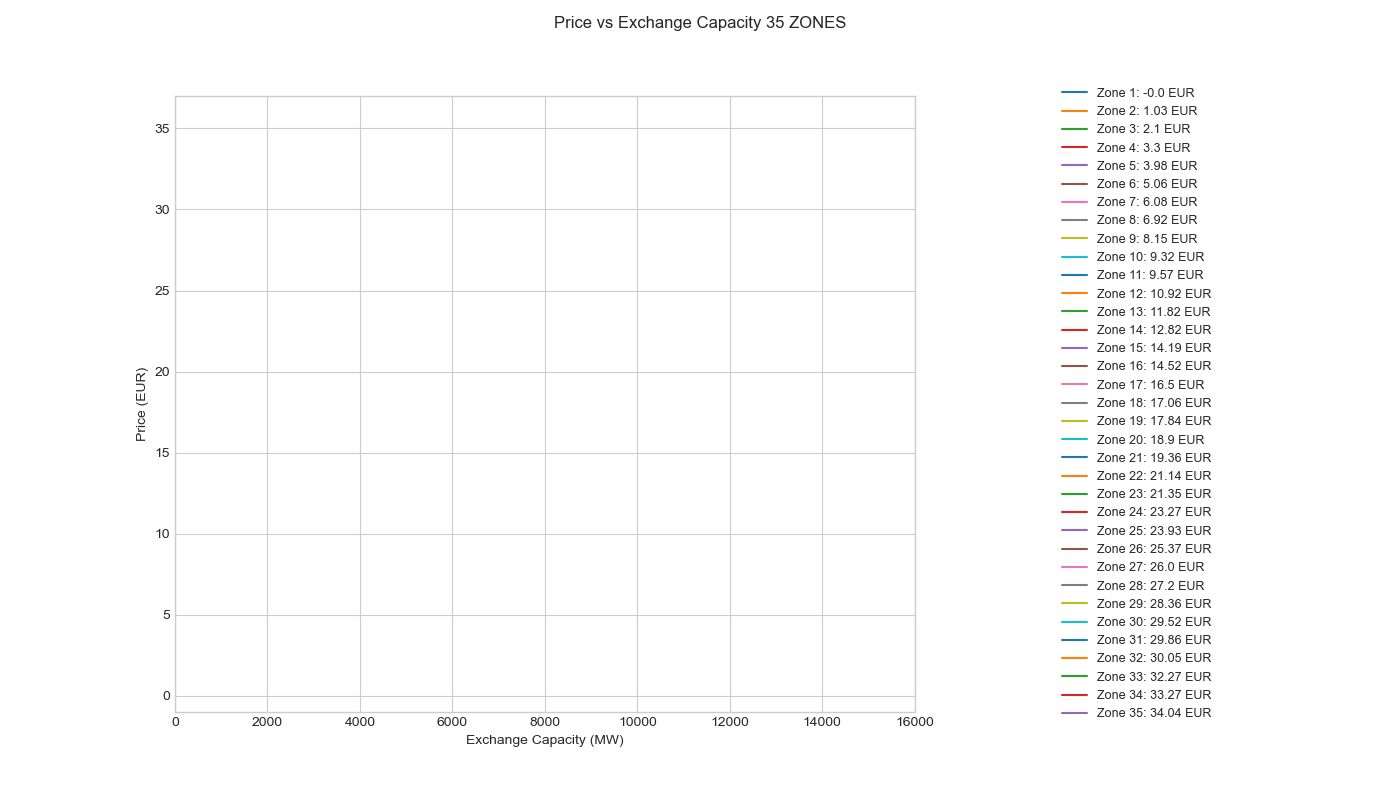 Price vs Exchange Capacity 35 ZONES
35
30
25
20
15
10
5
0
Price (EUR)
0 2000 4000 6000 8000 10000 12000 14000 16000
Exchange Capacity (MW)
Zone 1: -0.0 EUR
Zone 2: 1.03 EUR
Zone 3: 2.1 EUR
Zone 4: 3.3 EUR
Zone 5: 3.98 EUR
Zone 6: 5.06 EUR
Zone 7: 6.08 EUR
Zone 8: 6.92 EUR
Zone 9: 8.15 EUR
Zone 10: 9.32 EUR
Zone 11: 9.57 EUR
Zone 12: 10.92 EUR
Zone 13: 11.82 EUR
Zone 14: 12.82 EUR
Zone 15: 14.19 EUR
Zone 16: 14.52 EUR
Zone 17: 16.5 EUR
Zone 18: 17.06 EUR
Zone 19: 17.84 EUR
Zone 20: 18.9 EUR
Zone 21: 19.36 EUR
Zone 22: 21.14 EUR
Zone 23: 21.35 EUR
Zone 24: 23.27 EUR
Zone 25: 23.93 EUR
Zone 26: 25.37 EUR
Zone 27: 26.0 EUR
Zone 28: 27.2 EUR
Zone 29: 28.36 EUR
Zone 30: 29.52 EUR
Zone 31: 29.86 EUR
Zone 32: 30.05 EUR
Zone 33: 32.27 EUR
Zone 34: 33.27 EUR
Zone 35: 34.04 EUR